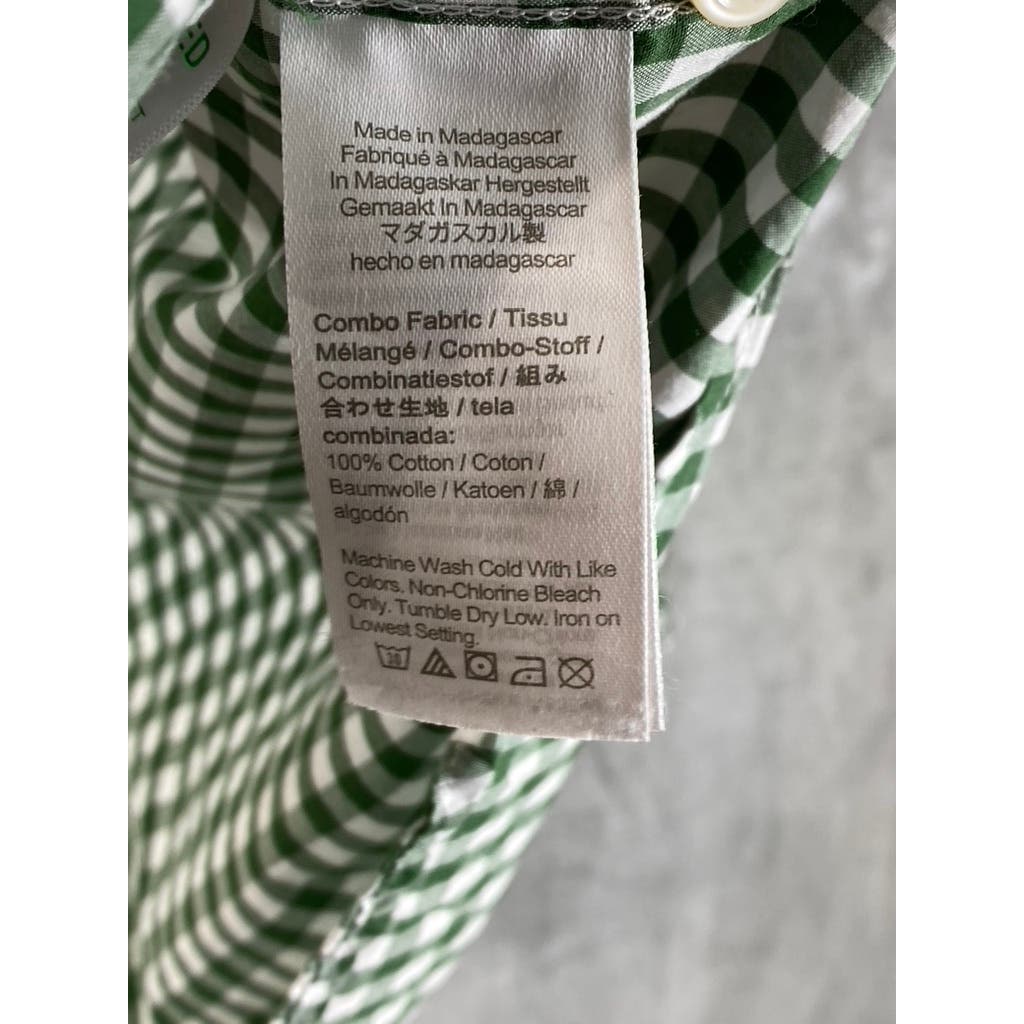 ED
T
Made in Madagascar
Fabriqué à Madagascar
In Madagaskar Hergestellt
Gemaakt In Madagascar
マダガスカル製
hecho en madagascar
Combo Fabric / Tissu
Mélangé / Combo-Stoff /
Combinatiestof / 組み
合わせ生地 / tela
combinada:
100% Cotton / Coton /
Baumwolle / Katoen / 綿 /
algodón
Machine Wash Cold With Like
Colors. Non-Chlorine Bleach
Only. Tumble Dry Low. Iron on
Lowest Setting.
30